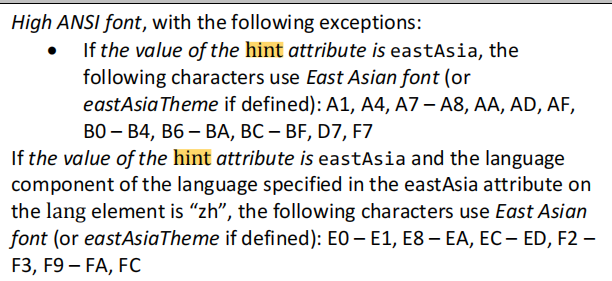 High ANSI font, with the following exceptions:
• If the value of the hint attribute is eastAsia, the
following characters use East Asian font (or
eastAsiaTheme if defined): A1, A4, A7 – A8, AA, AD, AF,
B0 – B4, B6 – BA, BC – BF, D7, F7
If the value of the hint attribute is eastAsia and the language
component of the language specified in the eastAsia attribute on
the lang element is “zh”, the following characters use East Asian
font (or eastAsiaTheme if defined): E0 – E1, E8 – EA, EC – ED, F2 –
F3, F9 – FA, FC